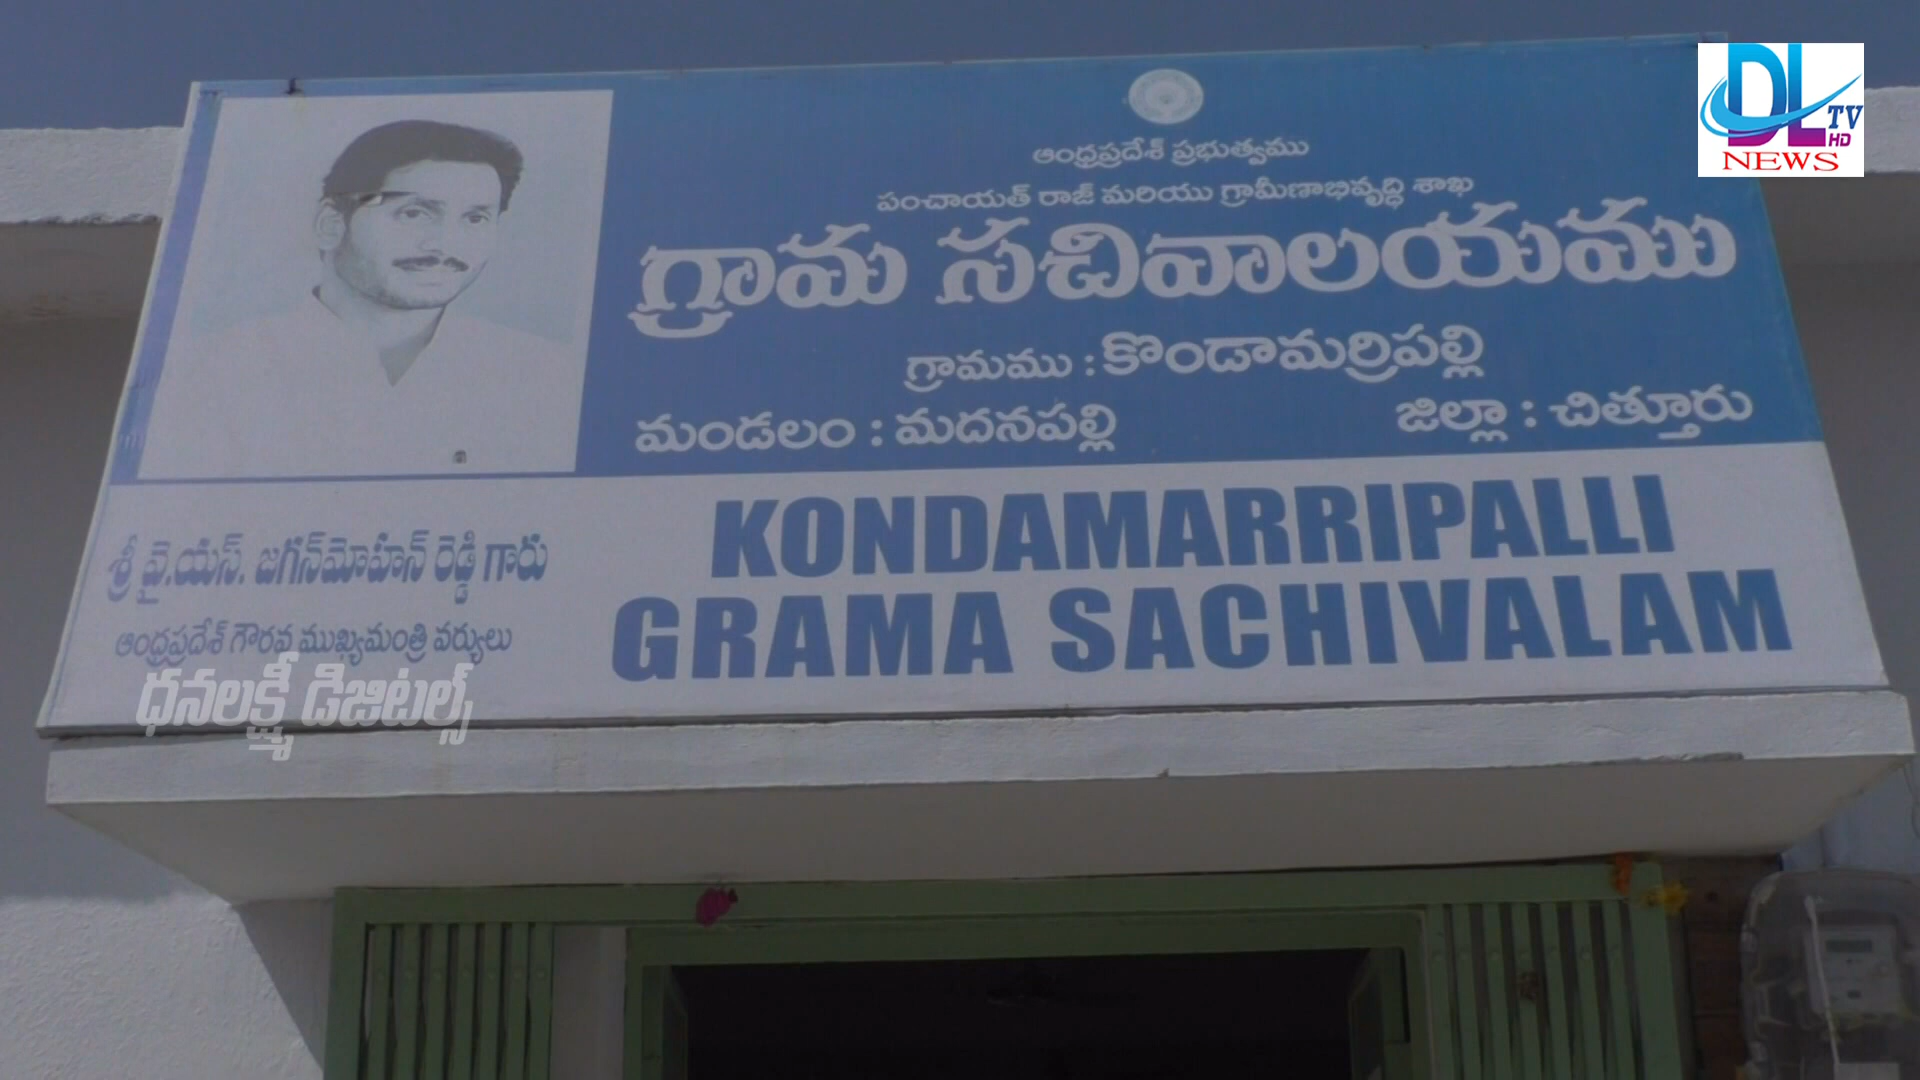 DL TV HD
NEWS
ఆంధ్రప్రదేశ్ ప్రభుత్వము
పంచాయత్ రాజ్ మరియు గ్రామీణాభివృద్ధి శాఖ
గ్రామ సచివాలయము
గ్రామము : కొండామర్రిపల్లి
మండలం : మదనపల్లి
జిల్లా : చిత్తూరు
శ్రీ వై.యస్. జగన్‌మోహన్ రెడ్డి గారు
ఆంధ్రప్రదేశ్ గౌరవ ముఖ్యమంత్రి వర్యులు
KONDAMARRIPALLI
GRAMA SACHIVALAM
ధనలక్ష్మీ డిజిటల్స్